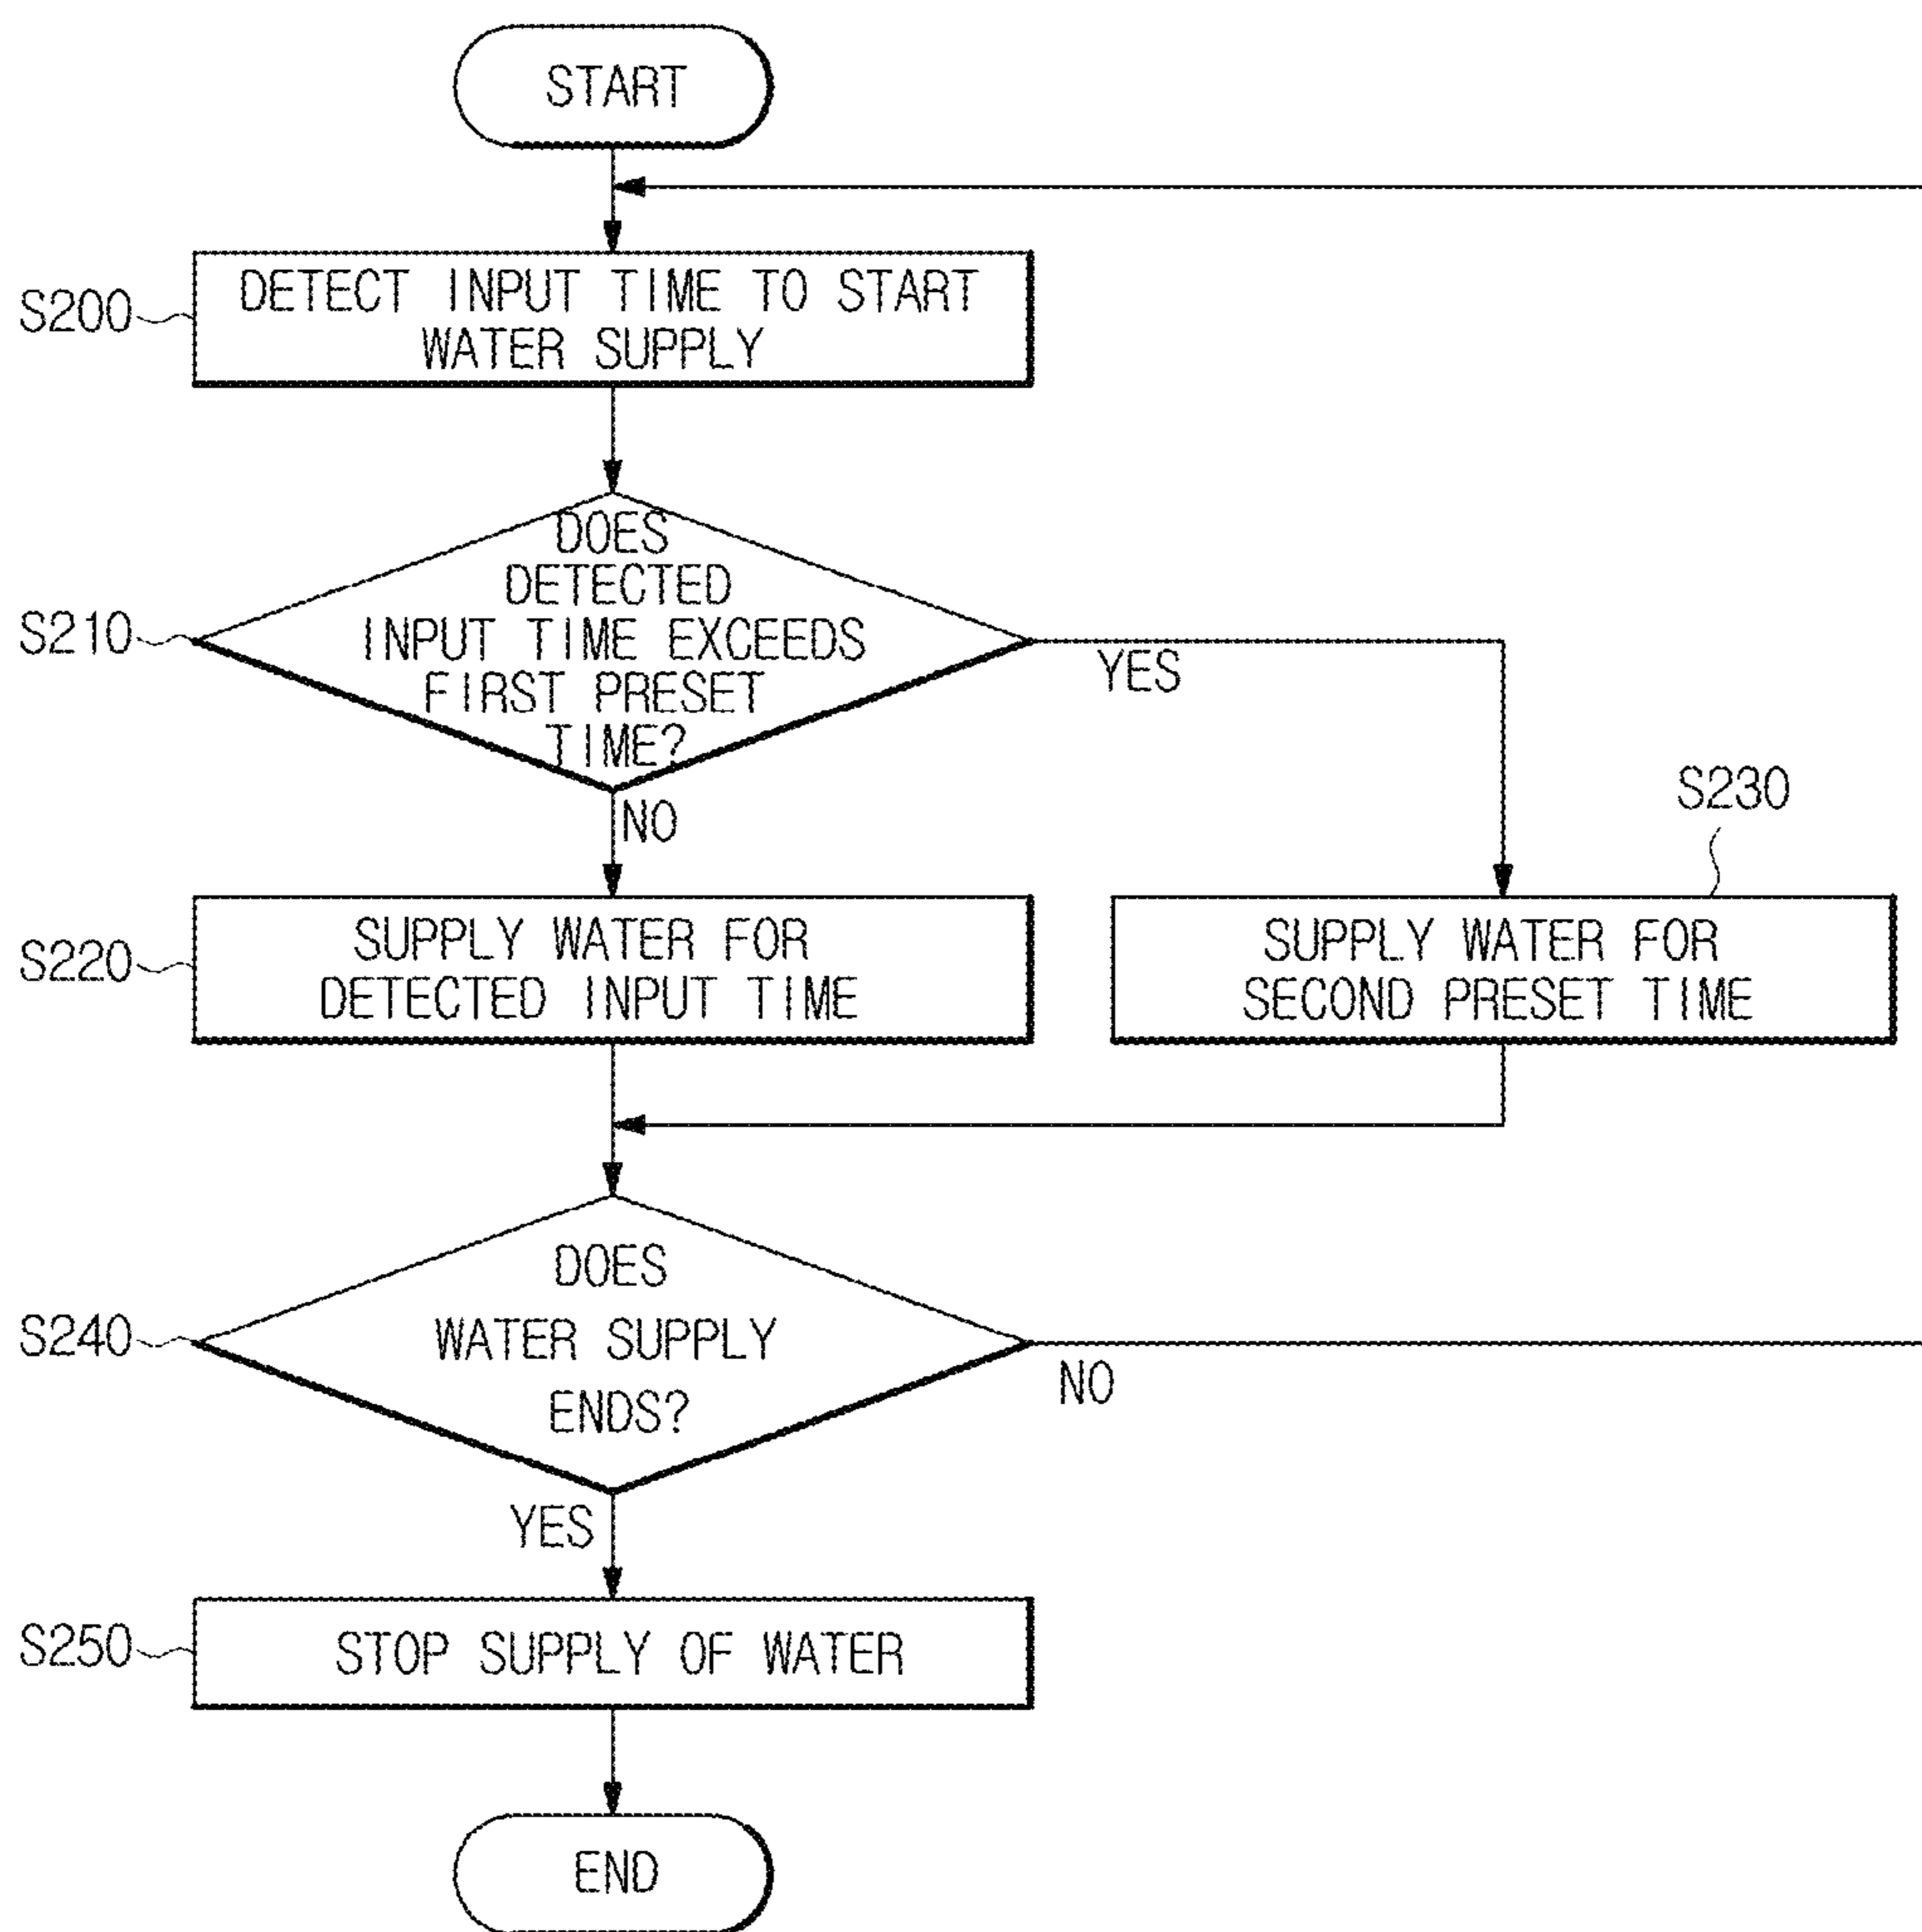 START
S200
DETECT INPUT TIME TO START
WATER SUPPLY
S210
DOES
DETECTED
INPUT TIME EXCEEDS
FIRST PRESET
TIME?
YES
NO
S230
S220
SUPPLY WATER FOR
DETECTED INPUT TIME
SUPPLY WATER FOR
SECOND PRESET TIME
S240
DOES
WATER SUPPLY
ENDS?
NO
YES
S250
STOP SUPPLY OF WATER
END